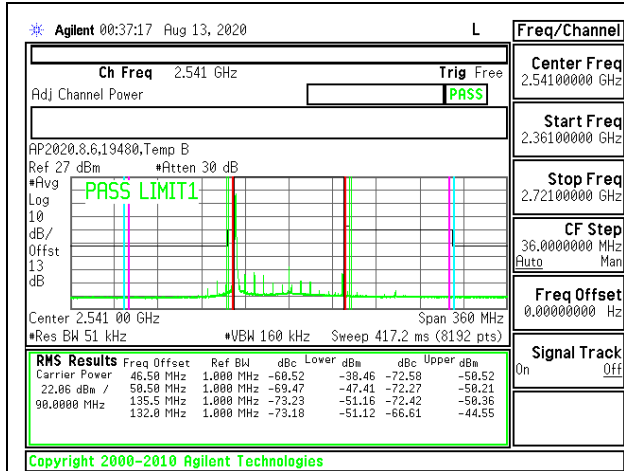 Agilent 00:37:17 Aug 13, 2020 L
Freq/Channel
Ch Freq 2.541 GHz Trig Free
Adj Channel Power PASS
Center Freq
2.54100000 GHz
Start Freq
2.36100000 GHz
Stop Freq
2.72100000 GHz
CF Step
36.0000000 MHz
Auto Man
Freq Offset
0.00000000 Hz
Signal Track
On Off
AP2020.8.6,19480,Temp B
Ref 27 dBm #Atten 30 dB
#Avg
Log
10
dB/
Offst
13
dB
PASS LIMIT1
Center 2.541 00 GHz Span 360 MHz
#Res BW 51 kHz #VBW 160 kHz Sweep 417.2 ms (8192 pts)
RMS Results Freq Offset Ref BW dBc Lower dBm dBc Upper dBm
Carrier Power 46.50 MHz 1.000 MHz -60.52 -38.46 -72.58 -50.52
22.06 dBm / 50.50 MHz 1.000 MHz -69.47 -47.41 -72.27 -50.21
90.0000 MHz 135.5 MHz 1.000 MHz -73.23 -51.16 -72.42 -50.36
132.0 MHz 1.000 MHz -73.18 -51.12 -66.61 -44.55
Copyright 2000-2010 Agilent Technologies